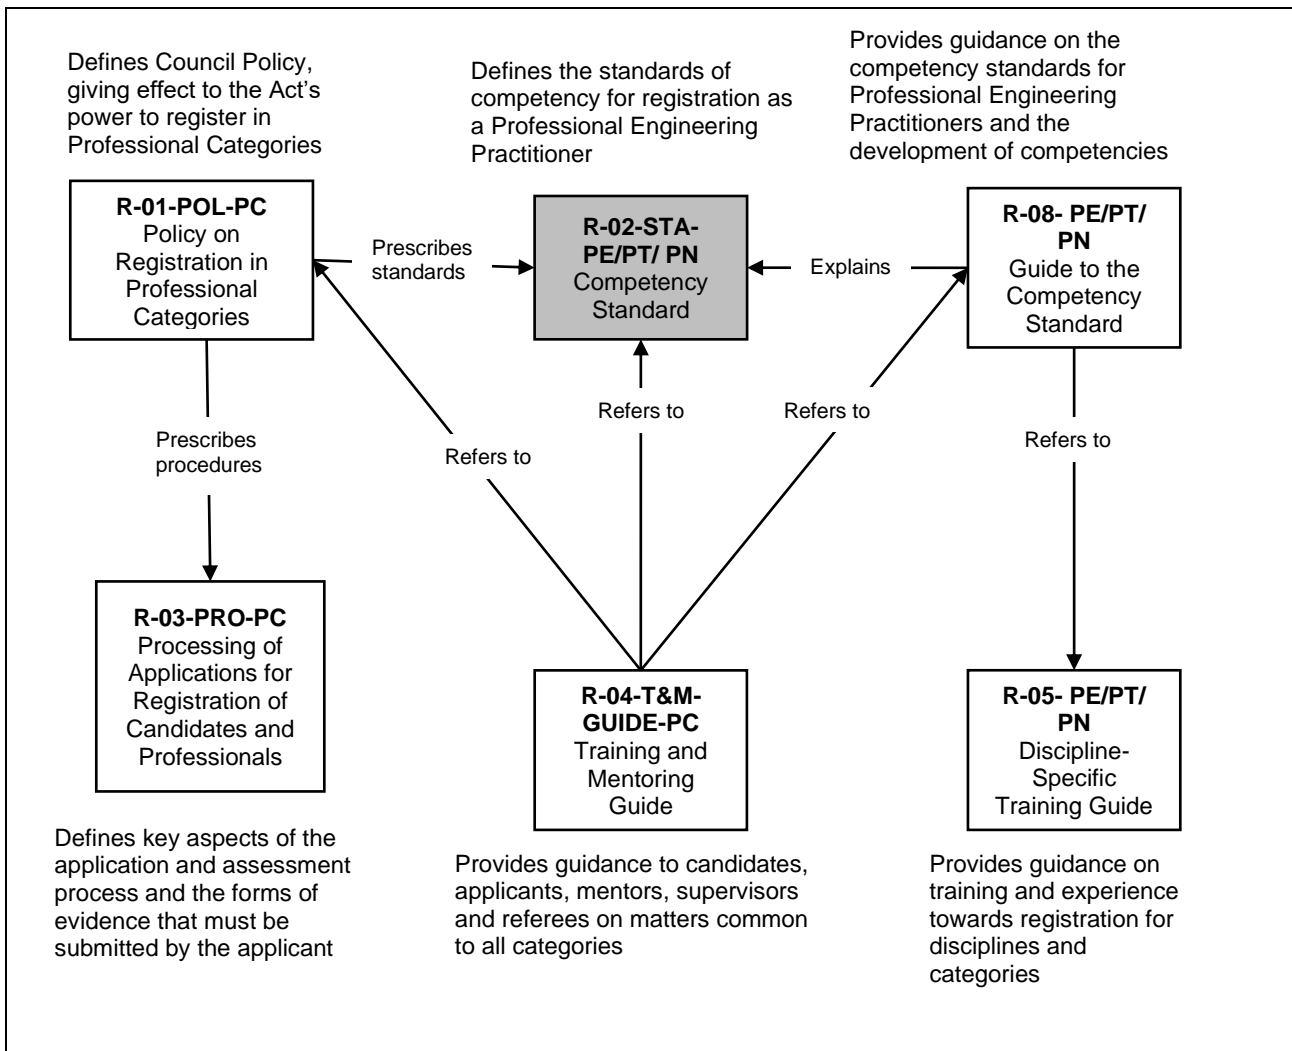 Defines Council Policy,
giving effect to the Act's
power to register in
Professional Categories
Defines the standards of
competency for registration as
a Professional Engineering
Practitioner
Provides guidance on the
competency standards for
Professional Engineering
Practitioners and the
development of competencies
R-01-POL-PC
Policy on
Registration in
Professional
Categories
Prescribes
standards
R-02-STA-
PE/PT/ PN
Competency
Standard
Explains
R-08- PE/PT/
PN
Guide to the
Competency
Standard
Prescribes
procedures
Refers to
Refers to
Refers to
Refers to
R-03-PRO-PC
Processing of
Applications for
Registration of
Candidates and
Professionals
R-04-T&M-
GUIDE-PC
Training and
Mentoring
Guide
R-05- PE/PT/
PN
Discipline-
Specific
Training Guide
Defines key aspects of the
application and assessment
process and the forms of
evidence that must be
submitted by the applicant
Provides guidance to candidates,
applicants, mentors, supervisors
and referees on matters common
to all categories
Provides guidance on
training and experience
towards registration for
disciplines and
categories